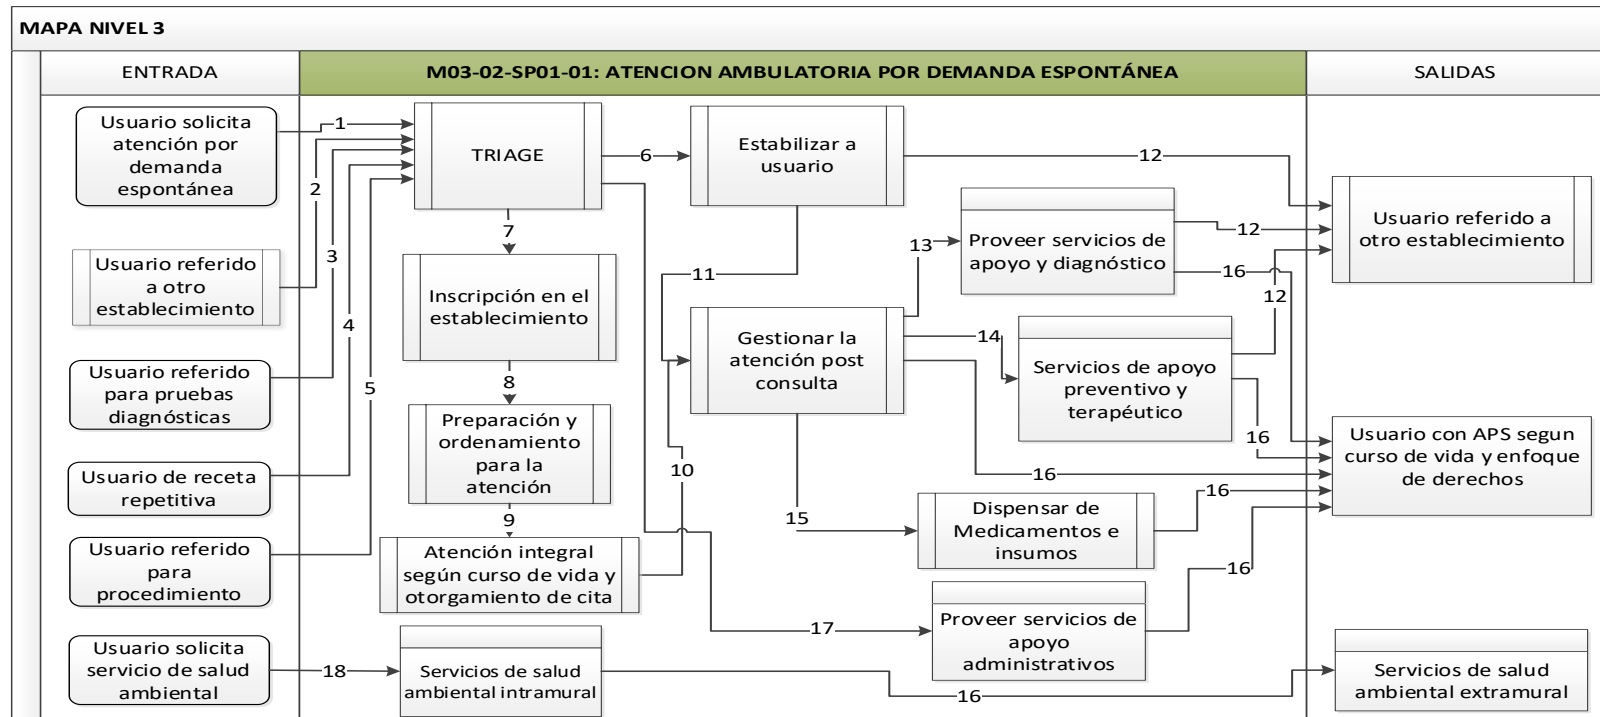 MAPA NIVEL 3
ENTRADA
M03-02-SP01-01: ATENCION AMBULATORIA POR DEMANDA ESPONTÁNEA
SALIDAS
Usuario solicita
atención por
demanda
espontánea
Usuario referido
a otro
establecimiento
Usuario referido
para pruebas
diagnósticas
Usuario de receta
repetitiva
Usuario referido
para
procedimiento
Usuario solicita
servicio de salud
ambiental
1
2
3
4
5
18
TRIAGE
6
7
Inscripción en el
establecimiento
8
Preparación y
ordenamiento
para la
atención
9
Atención integral
según curso de vida y
otorgamiento de cita
10
Servicios de salud
ambiental intramural
Estabilizar a
usuario
11
12
Gestionar la
atención post
consulta
13
14
15
16
Proveer servicios de
apoyo y diagnóstico
12
16
Servicios de apoyo
preventivo y
terapéutico
12
16
Dispensar de
Medicamentos e
insumos
16
17
Proveer servicios de
apoyo
administrativos
16
16
Usuario referido a
otro establecimiento
Usuario con APS segun
curso de vida y enfoque
de derechos
Servicios de salud
ambiental extramural